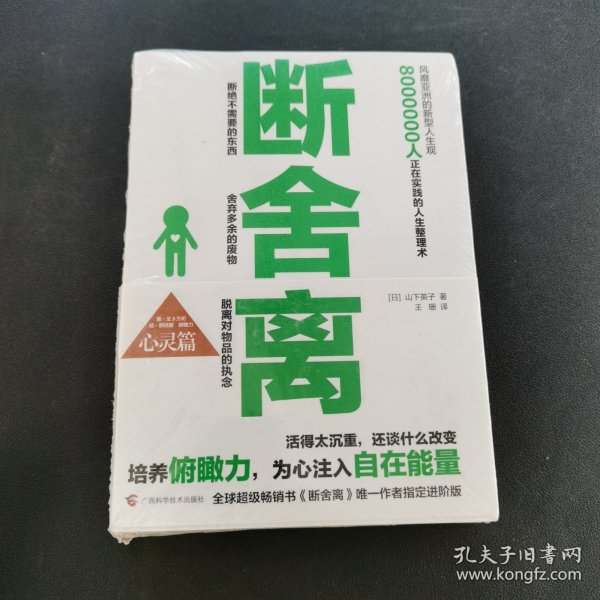 断舍离
风靡亚洲的新型人生观
8000000人正在实践的人生整理术
断绝不需要的东西
舍弃多余的废物
脱离对物品的执念
[日] 山下英子 著
王珊 译
心灵篇
活得太沉重，还谈什么改变
培养俯瞰力，为心注入自在能量
广西科学技术出版社
全球超级畅销书《断舍离》唯一作者指定进阶版
孔夫子旧书网
www.kongfz.com